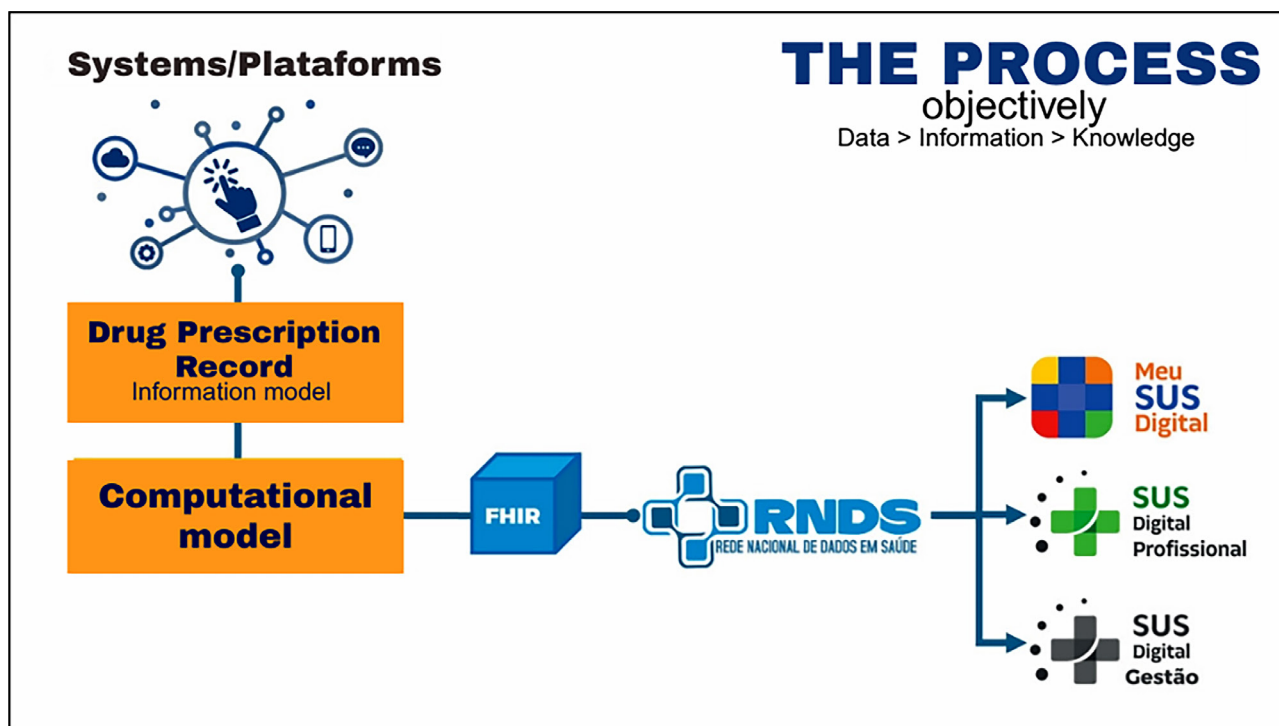 Systems/Plataforms
THE PROCESS
objectively
Data > Information > Knowledge
Drug Prescription
Record
Information model
Computational
model
FHIR
RNDS
REDE NACIONAL DE DADOS EM SAÚDE
Meu
SUS
Digital
SUS
Digital
Profissional
SUS
Digital
Gestão